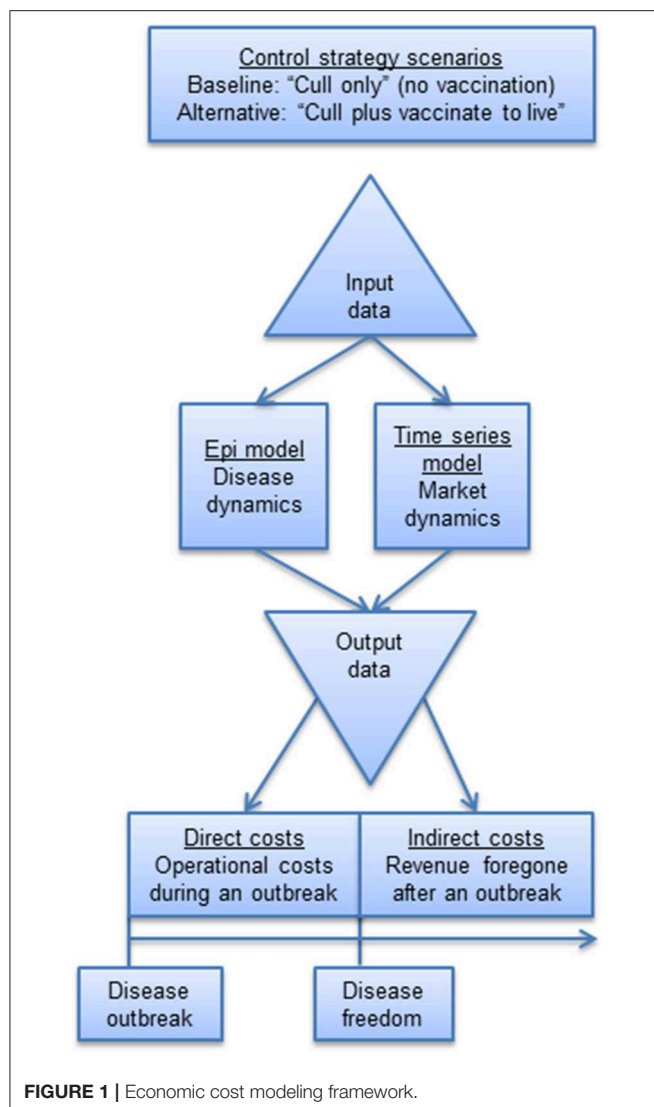 Control strategy scenarios
Baseline: “Cull only” (no vaccination)
Alternative: “Cull plus vaccinate to live”
Input
data
Epi model
Disease
dynamics
Time series
model
Market
dynamics
Output
data
Direct costs
Operational costs
during an outbreak
Indirect costs
Revenue foregone
after an outbreak
Disease
outbreak
Disease
freedom
FIGURE 1 | Economic cost modeling framework.